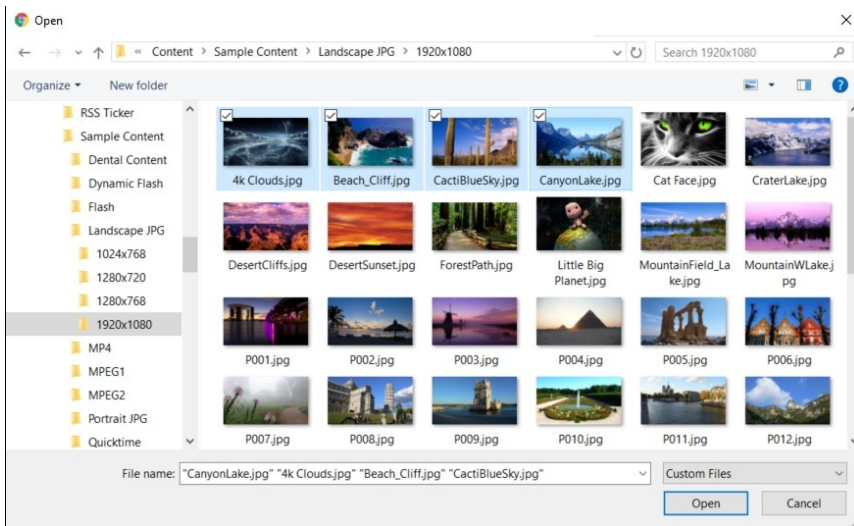 Open
« Content > Sample Content > Landscape JPG > 1920x1080
Search 1920x1080
Organize
New folder
?
RSS Ticker
Sample Content
Dental Content
Dynamic Flash
Flash
Landscape JPG
1024x768
1280x720
1280x768
1920x1080
MP4
MPEG1
MPEG2
Portrait JPG
Quicktime
4k Clouds.jpg
Beach_Cliff.jpg
CactiBlueSky.jpg
CanyonLake.jpg
Cat Face.jpg
CraterLake.jpg
DesertCliffs.jpg
DesertSunset.jpg
ForestPath.jpg
Little Big
Planet.jpg
MountainField_La
ke.jpg
MountainWLake.j
pg
P001.jpg
P002.jpg
P003.jpg
P004.jpg
P005.jpg
P006.jpg
P007.jpg
P008.jpg
P009.jpg
P010.jpg
P011.jpg
P012.jpg
File name: "CanyonLake.jpg" "4k Clouds.jpg" "Beach_Cliff.jpg" "CactiBlueSky.jpg"
Custom Files
Open
Cancel